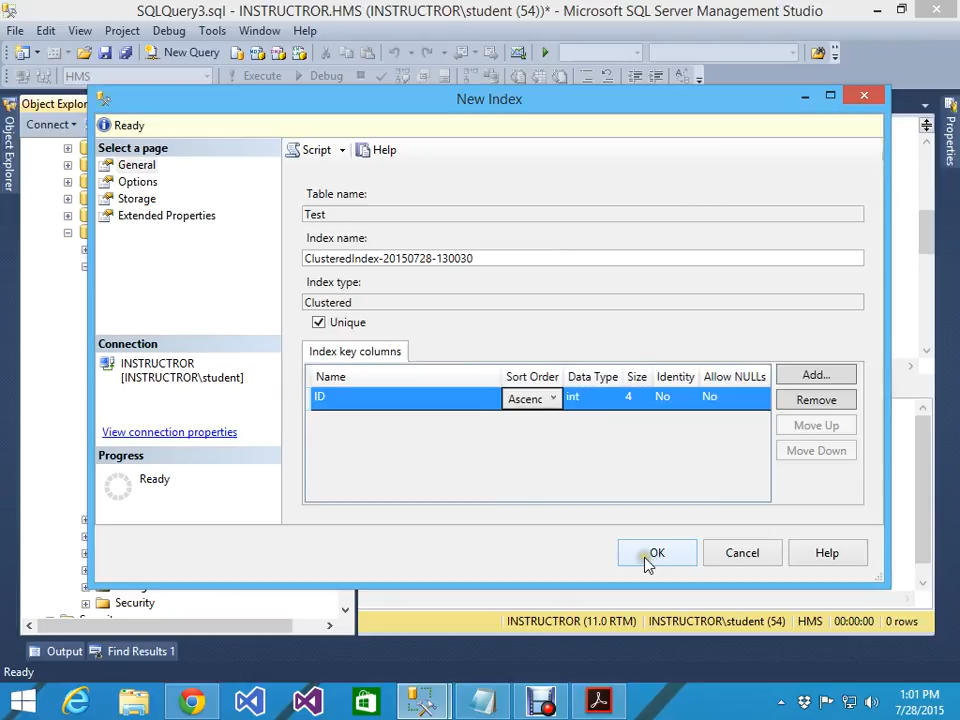 SQLQuery3.sql - INSTRUCTROR.HMS (INSTRUCTROR\student (54))* - Microsoft SQL Server Management Studio
File Edit View Project Debug Tools Window Help
New Query
HMS Execute Debug
New Index
Object Explor
Connect
Ready
Select a page
General
Options
Storage
Extended Properties
Script Help
Table name:
Test
Index name:
ClusteredIndex-20150728-130030
Index type:
Clustered
Unique
Index key columns
Name Sort Order Data Type Size Identity Allow NULLs
ID Ascenc int 4 No No
Add...
Remove
Move Up
Move Down
Connection
INSTRUCTROR
[INSTRUCTROR\student]
View connection properties
Progress
Ready
OK Cancel Help
Object Explorer
Properties
Security
INSTRUCTROR (11.0 RTM) INSTRUCTROR\student (54) HMS 00:00:00 0 rows
Output Find Results 1
Ready
1:01 PM
7/28/2015